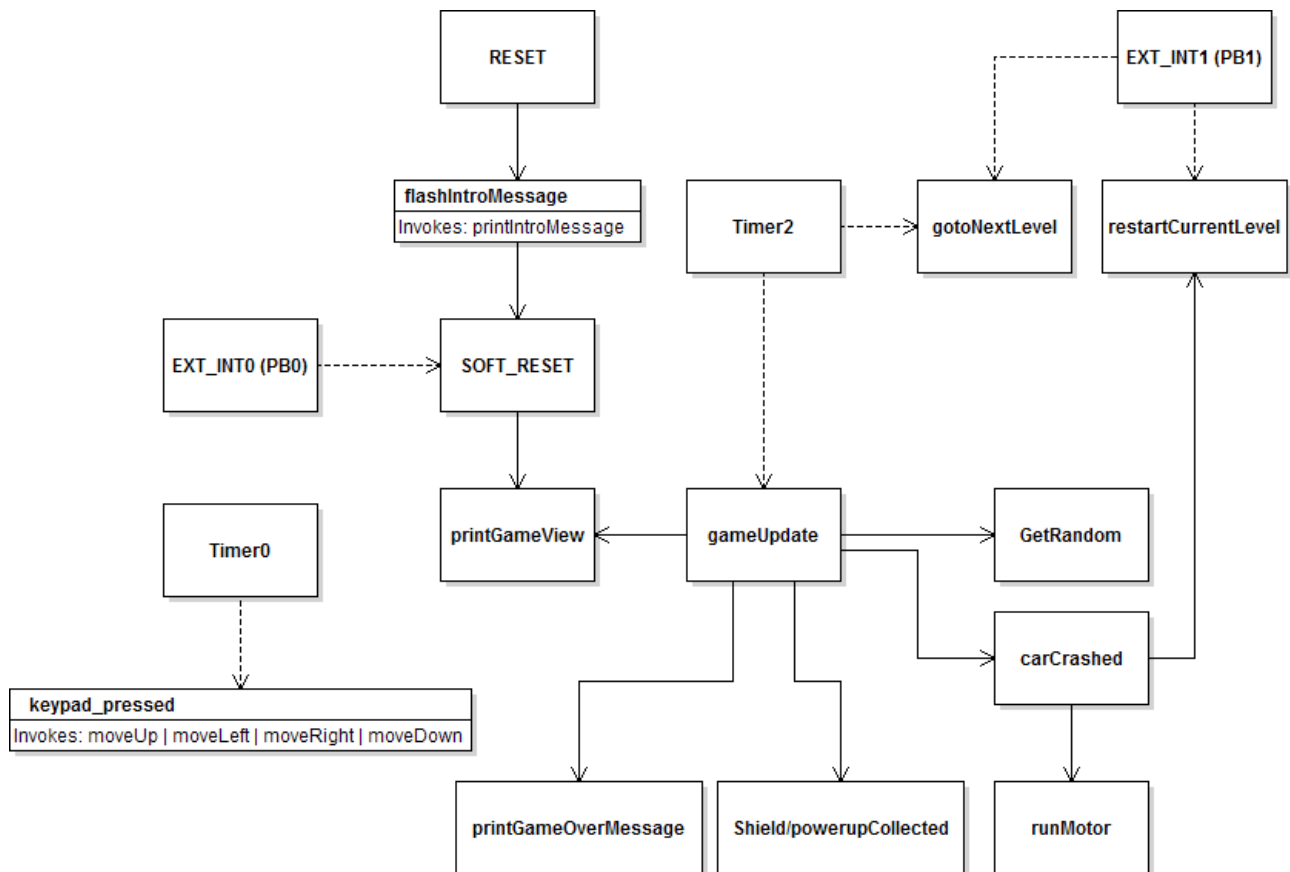 RESET
EXT_INT1 (PB1)
flashIntroMessage
Invokes: printIntroMessage
Timer2
gotoNextLevel
restartCurrentLevel
EXT_INT0 (PB0)
SOFT_RESET
Timer0
printGameView
gameUpdate
GetRandom
carCrashed
keypad_pressed
Invokes: moveUp | moveLeft | moveRight | moveDown
printGameOverMessage
Shield/powerupCollected
runMotor